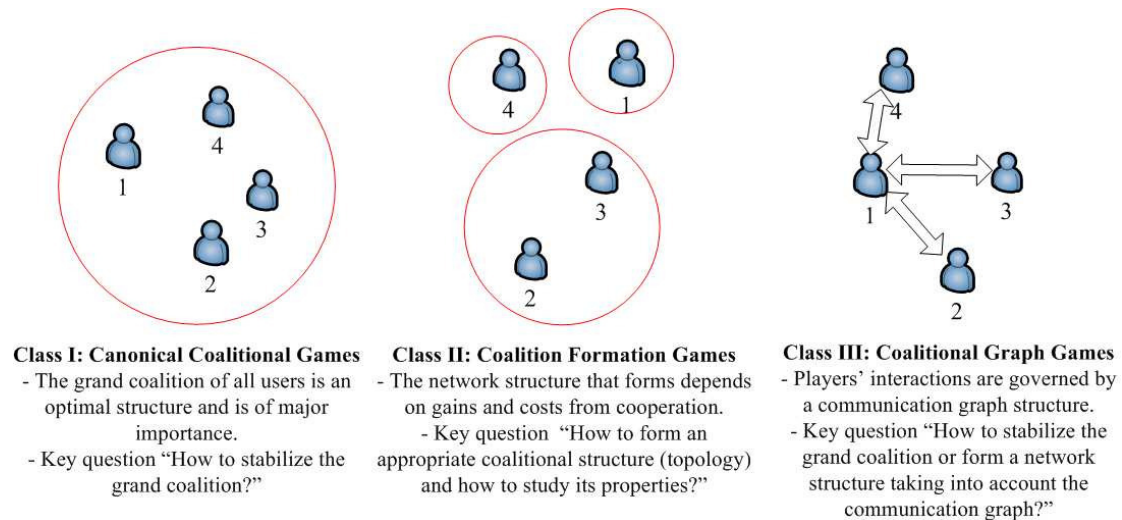 1
4
3
2
4
1
3
2
4
1
3
2
Class I: Canonical Coalitional Games
- The grand coalition of all users is an
optimal structure and is of major
importance.
- Key question “How to stabilize the
grand coalition?”
Class II: Coalition Formation Games
- The network structure that forms depends
on gains and costs from cooperation.
- Key question “How to form an
appropriate coalitional structure (topology)
and how to study its properties?”
Class III: Coalitional Graph Games
- Players’ interactions are governed by
a communication graph structure.
- Key question “How to stabilize the
grand coalition or form a network
structure taking into account the
communication graph?”